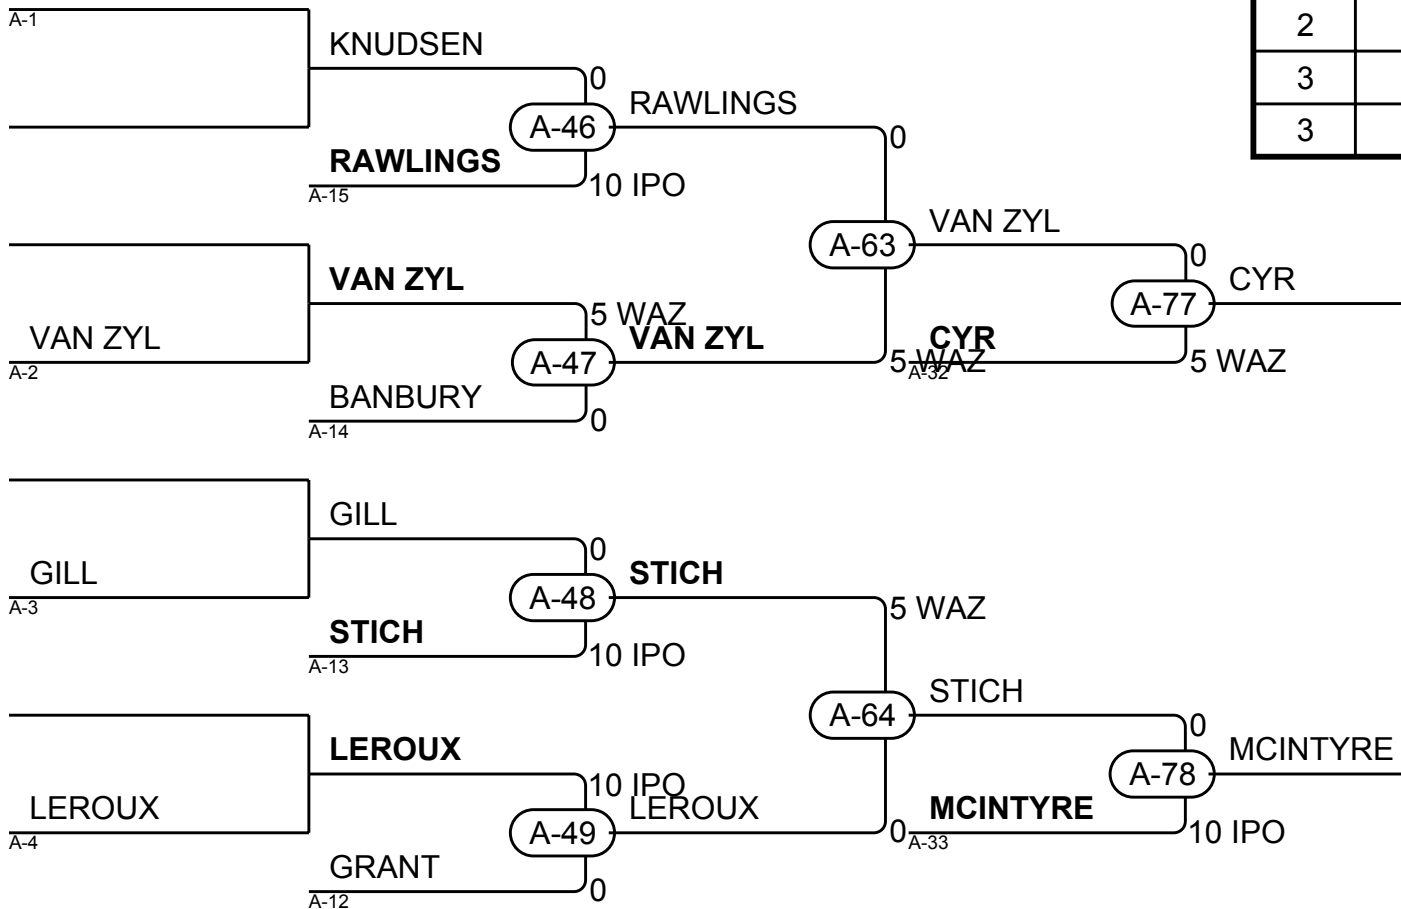 A-1
2
KNUDSEN
0
3
RAWLINGS
A-46
3
0
RAWLINGS
10 IPO
A-15
VAN ZYL
A-63
0
VAN ZYL
CYR
A-77
5 WAZ
VAN ZYL
VAN ZYL
CYR
A-47
5 WAZ
5 WAZ
A-2
A-32
BANBURY
0
A-14
GILL
0
GILL
STICH
A-48
A-3
5 WAZ
STICH
10 IPO
A-13
STICH
A-64
0
LEROUX
MCINTYRE
A-78
10 IPO
LEROUX
LEROUX
MCINTYRE
A-49
0
10 IPO
A-4
A-33
GRANT
0
A-12